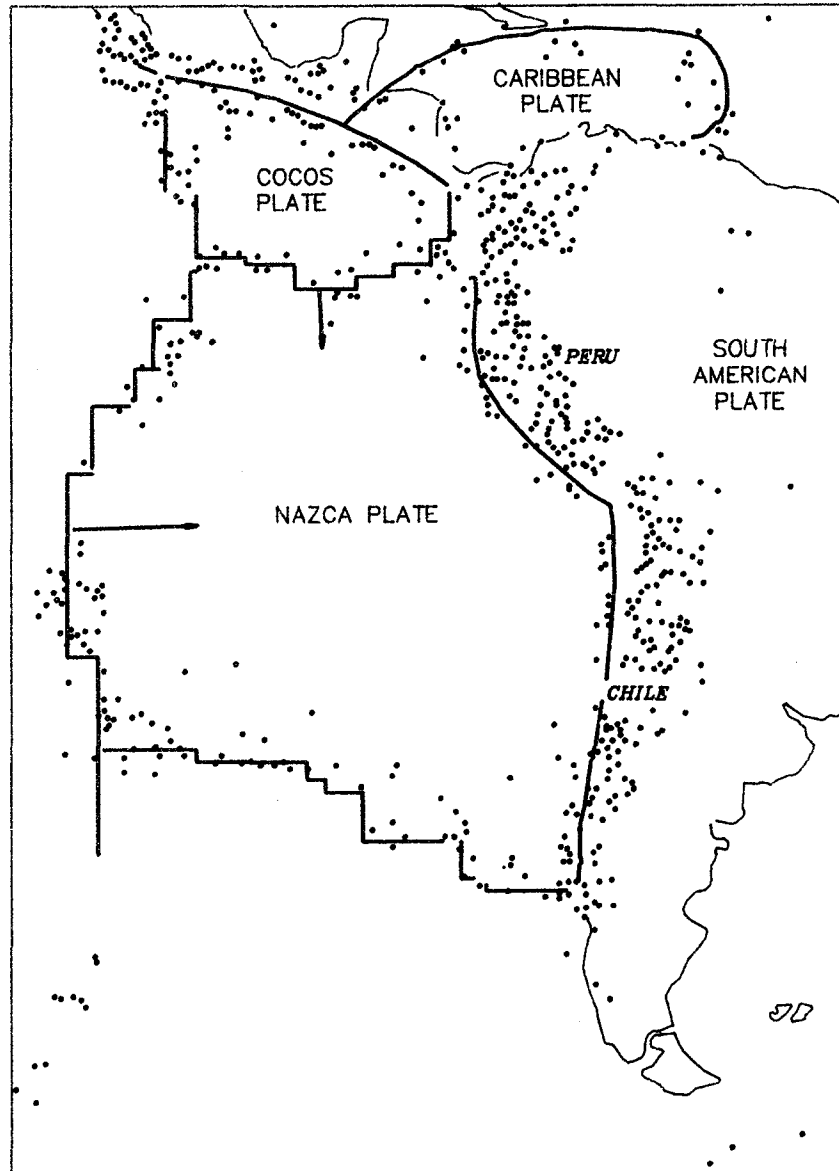 CARIBBEAN
PLATE
COCOS
PLATE
PERU
SOUTH
AMERICAN
PLATE
NAZCA PLATE
CHILE